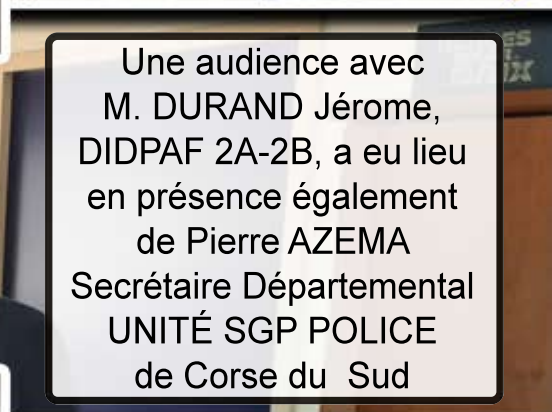 Une audience avec
M. DURAND Jérome,
DIDPAF 2A-2B, a eu lieu
en présence également
de Pierre AZEMA
Secrétaire Départemental
UNITÉ SGP POLICE
de Corse du Sud